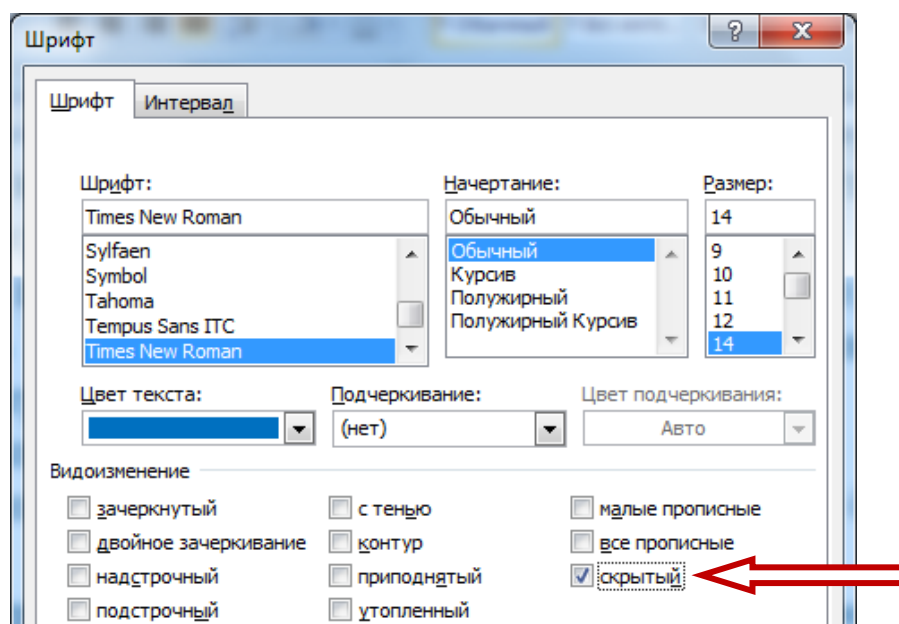 Шрифт
Шрифт Интервал
Шрифт: Начертание: Размер:
Times New Roman Обычный 14
Sylfaen Обычный 9
Symbol Курсив 10
Tahoma Полужирный 11
Tempus Sans ITC Полужирный Курсив 12
Times New Roman 14
Цвет текста: Подчеркивание: Цвет подчеркивания:
(нет) Авто
Видоизменение
зачеркнутый с тенью малые прописные
двойное зачеркивание контур все прописные
надстрочный приподнятый скрытый
подстрочный утопленный